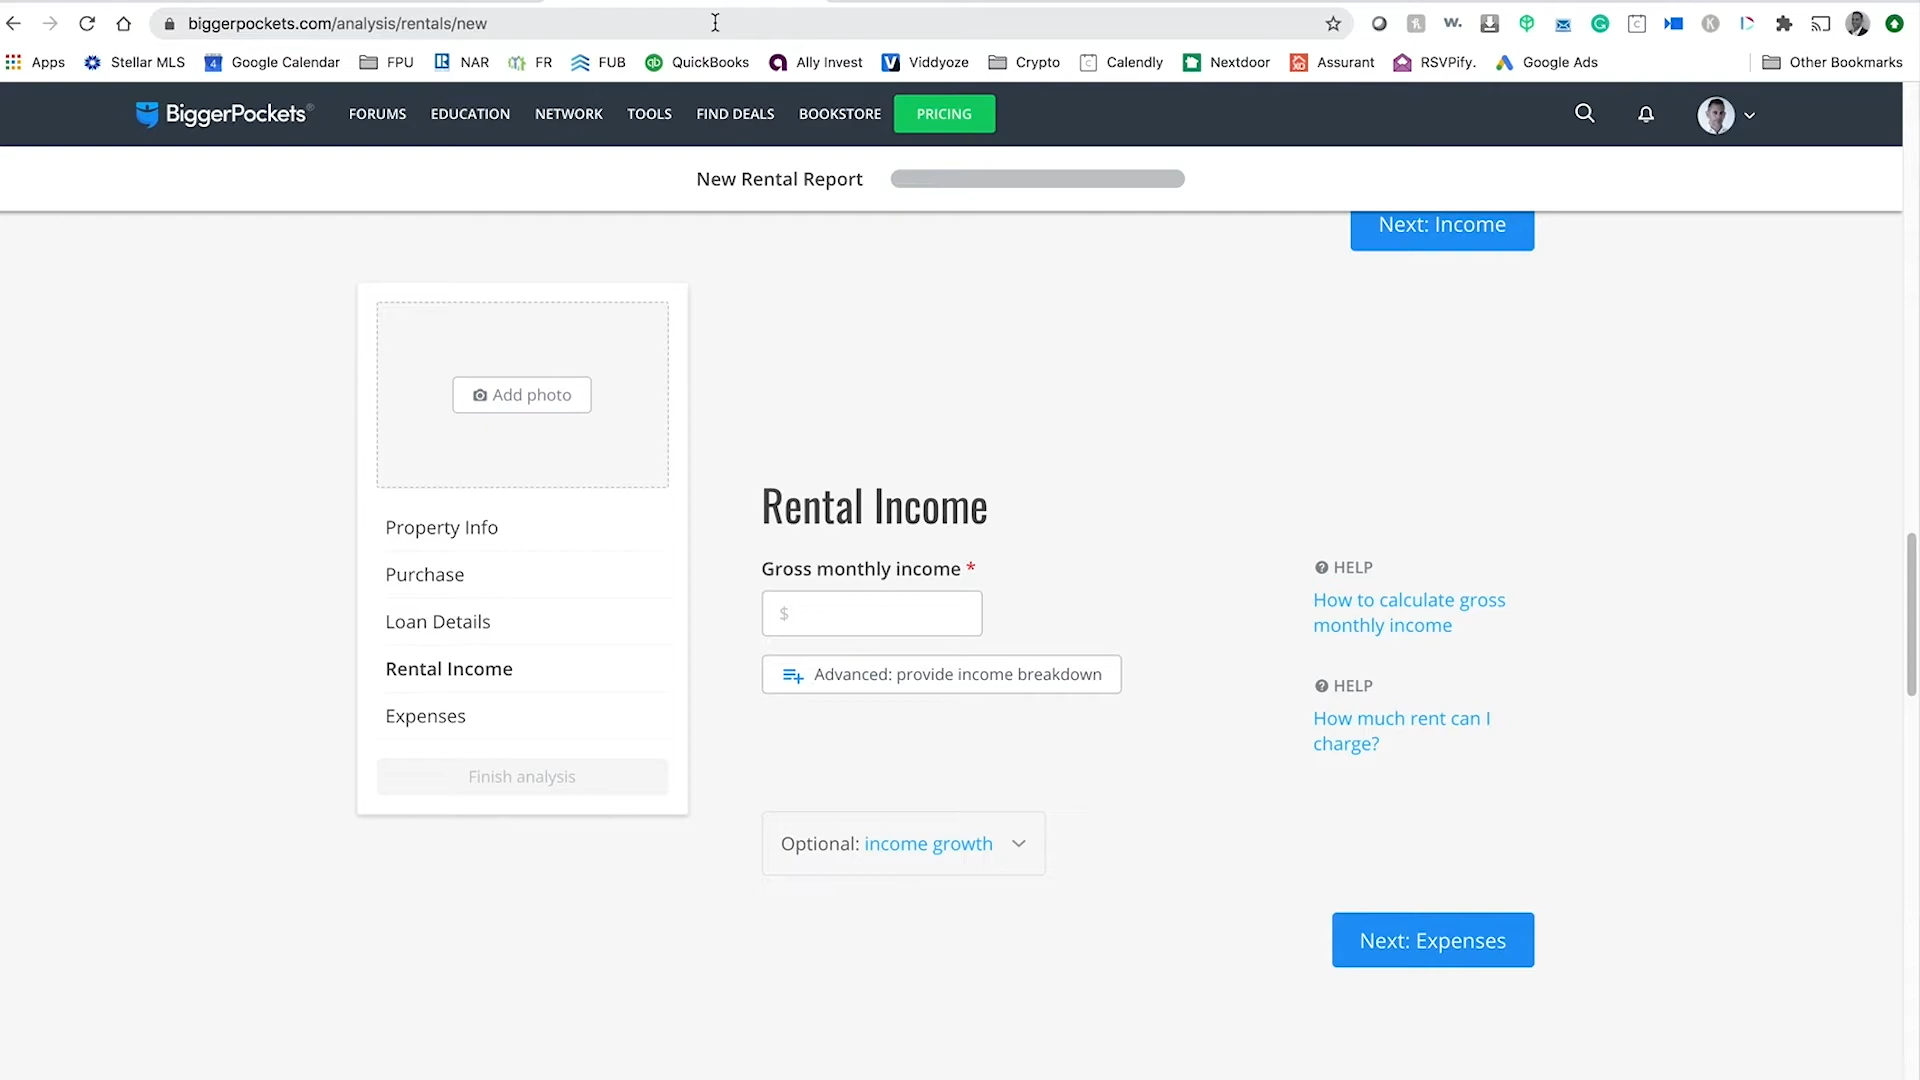 biggerpockets.com/analysis/rentals/new
Apps Stellar MLS Google Calendar FPU NAR FR FUB QuickBooks Ally Invest Viddyoze Crypto Calendly Nextdoor Assurant RSVPify. Google Ads Other Bookmarks
BiggerPockets® FORUMS EDUCATION NETWORK TOOLS FIND DEALS BOOKSTORE PRICING
New Rental Report
Next: Income
Add photo
Property Info
Purchase
Loan Details
Rental Income
Expenses
Finish analysis
Rental Income
Gross monthly income *
$
Advanced: provide income breakdown
Optional: income growth
HELP
How to calculate gross
monthly income
HELP
How much rent can I
charge?
Next: Expenses